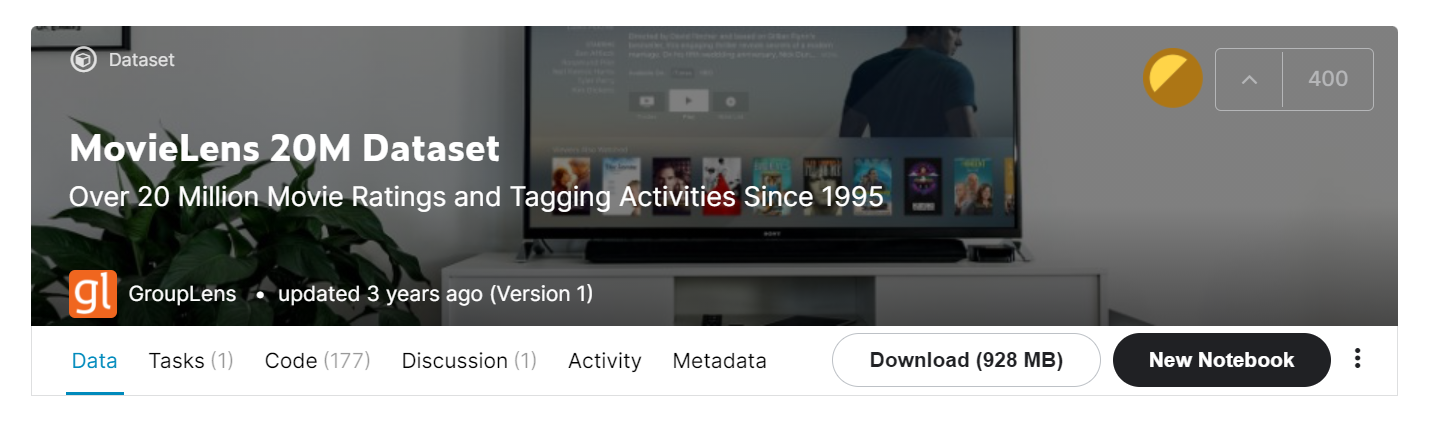 Dataset
400
MovieLens 20M Dataset
Over 20 Million Movie Ratings and Tagging Activities Since 1995
SONY
gl
GroupLens • updated 3 years ago (Version 1)
Data Tasks (1) Code (177) Discussion (1) Activity Metadata Download (928 MB) New Notebook